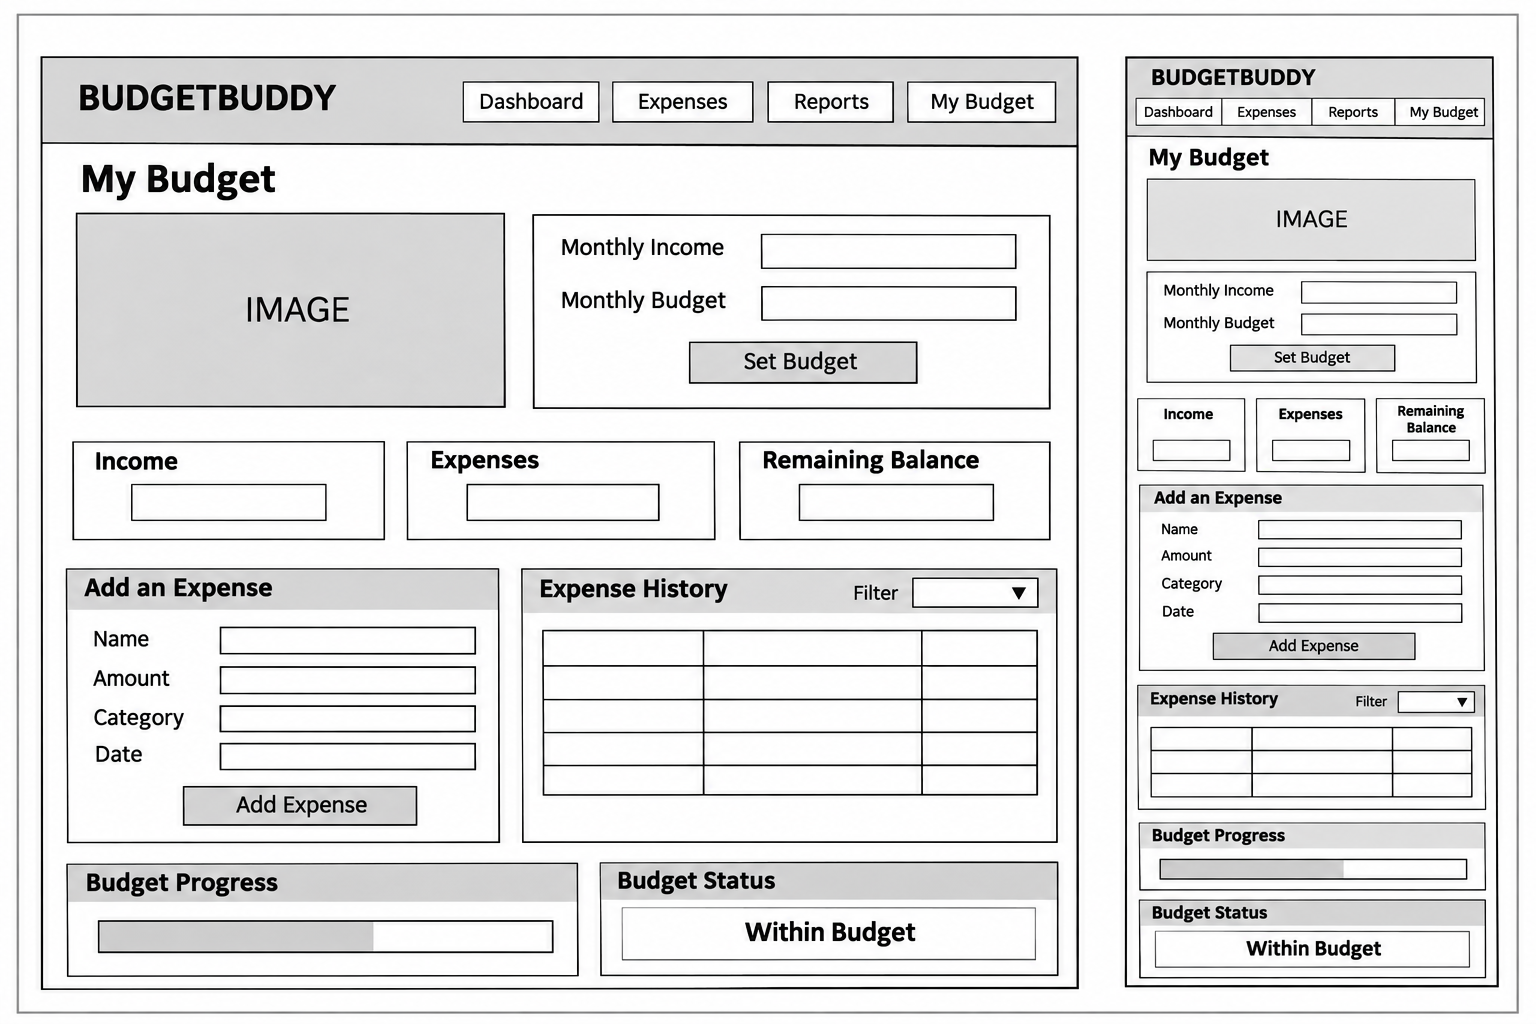 BUDGETBUDDY
Dashboard Expenses Reports My Budget
My Budget
IMAGE
Monthly Income
Monthly Budget
Set Budget
Income
Expenses
Remaining Balance
Add an Expense
Name
Amount
Category
Date
Add Expense
Expense History Filter
Budget Progress
Budget Status
Within Budget
BUDGETBUDDY
Dashboard Expenses Reports My Budget
My Budget
IMAGE
Monthly Income
Monthly Budget
Set Budget
Income
Expenses
Remaining
Balance
Add an Expense
Name
Amount
Category
Date
Add Expense
Expense History Filter
Budget Progress
Budget Status
Within Budget